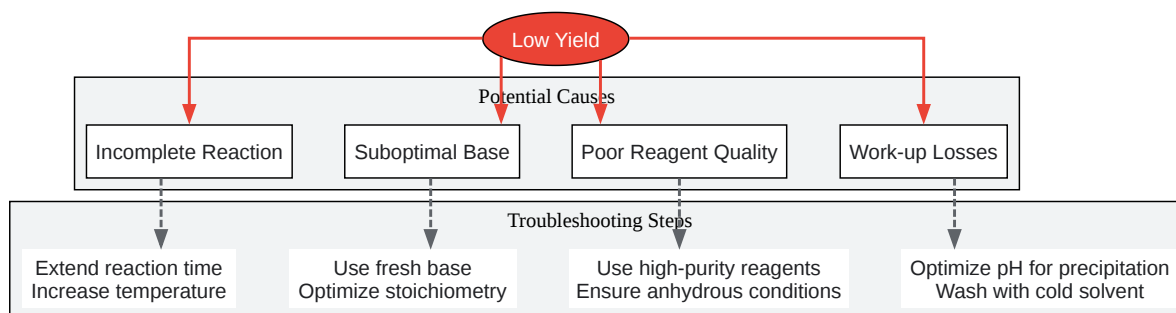 Low Yield
Potential Causes
Incomplete Reaction
Suboptimal Base
Poor Reagent Quality
Work-up Losses
Troubleshooting Steps
Extend reaction time
Increase temperature
Use fresh base
Optimize stoichiometry
Use high-purity reagents
Ensure anhydrous conditions
Optimize pH for precipitation
Wash with cold solvent